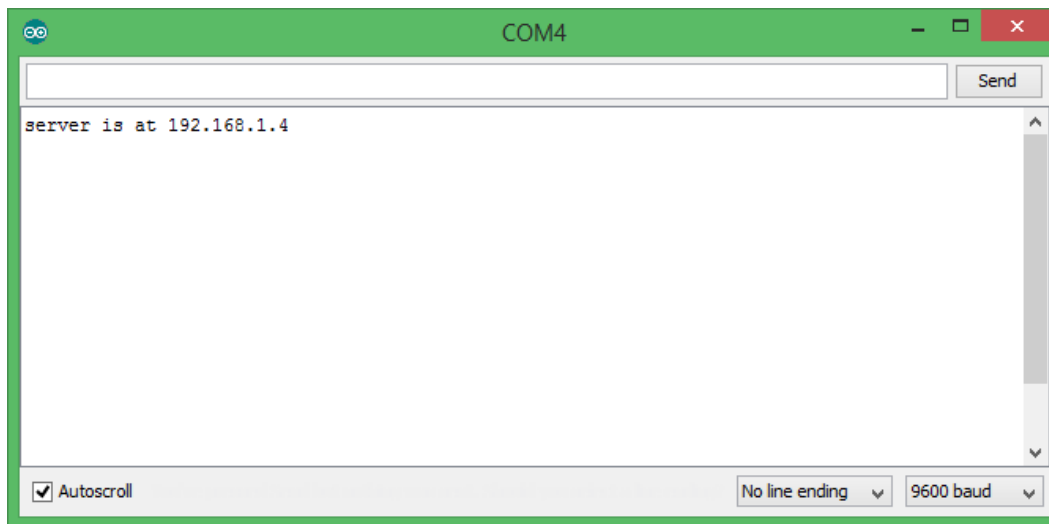 COM4
Send
server is at 192.168.1.4
Autoscroll
No line ending
9600 baud